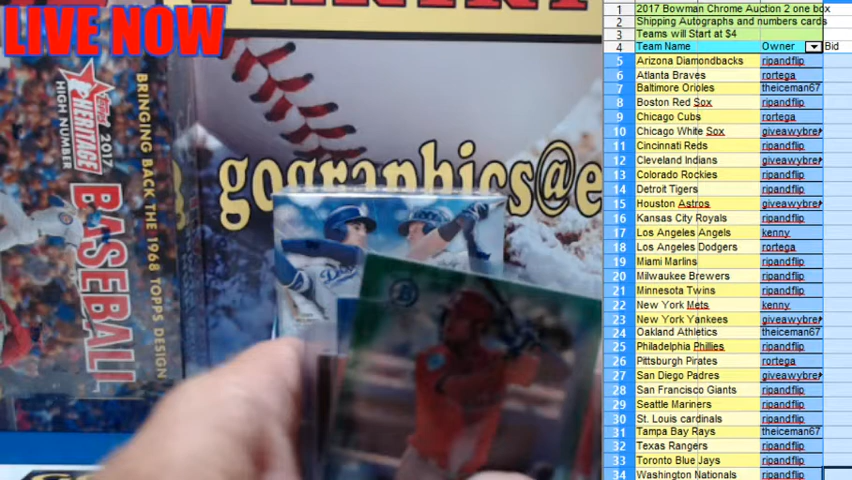 LIVE NOW
BRINGING BACK THE 1968 TOPPS DESIGN
Topps
2017
HERITAGE
HIGH NUMBER
BASEBALL
gographics@e
1 2017 Bowman Chrome Auction 2 one box
2 Shipping Autographs and numbers cards
3 Teams will Start at $4
4 Team Name Owner Bid
5 Arizona Diamondbacks ripandflip
6 Atlanta Braves rortega
7 Baltimore Orioles theiceman67
8 Boston Red Sox ripandflip
9 Chicago Cubs rortega
10 Chicago White Sox giveawybre
11 Cincinnati Reds ripandflip
12 Cleveland Indians giveawybre
13 Colorado Rockies ripandflip
14 Detroit Tigers ripandflip
15 Houston Astros giveawybre
16 Kansas City Royals ripandflip
17 Los Angeles Angels kenny
18 Los Angeles Dodgers rortega
19 Miami Marlins ripandflip
20 Milwaukee Brewers ripandflip
21 Minnesota Twins ripandflip
22 New York Mets kenny
23 New York Yankees giveawybre
24 Oakland Athletics theiceman67
25 Philadelphia Phillies ripandflip
26 Pittsburgh Pirates rortega
27 San Diego Padres giveawybre
28 San Francisco Giants ripandflip
29 Seattle Mariners ripandflip
30 St. Louis cardinals ripandflip
31 Tampa Bay Rays theiceman67
32 Texas Rangers ripandflip
33 Toronto Blue Jays ripandflip
34 Washington Nationals ripandflip